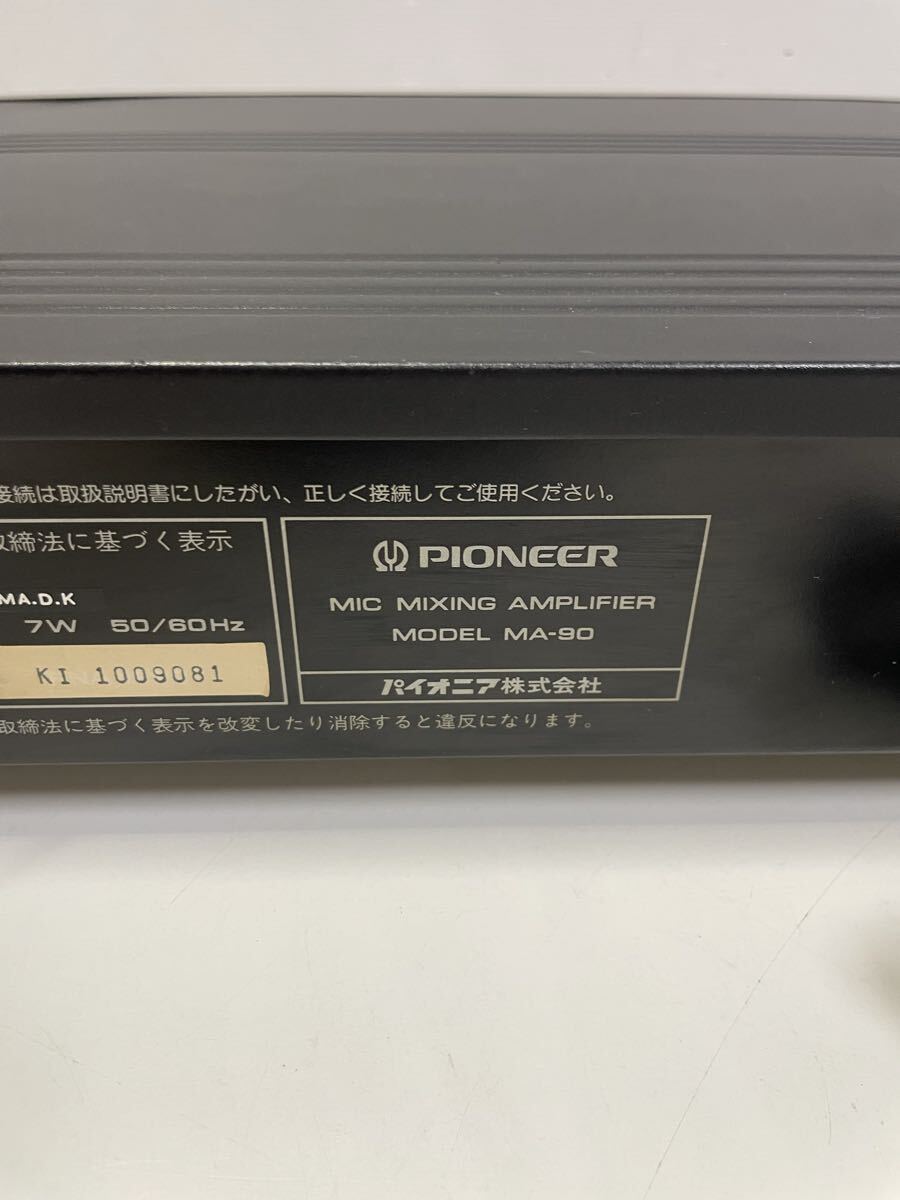 接続は取扱説明書にしたがい、正しく接続してご使用ください。
取締法に基づく表示
MA.D.K
7W 50/60Hz
KI 1009081
PIONEER
MIC MIXING AMPLIFIER
MODEL MA-90
パイオニア株式会社
取締法に基づく表示を改変したり消除すると違反になります。